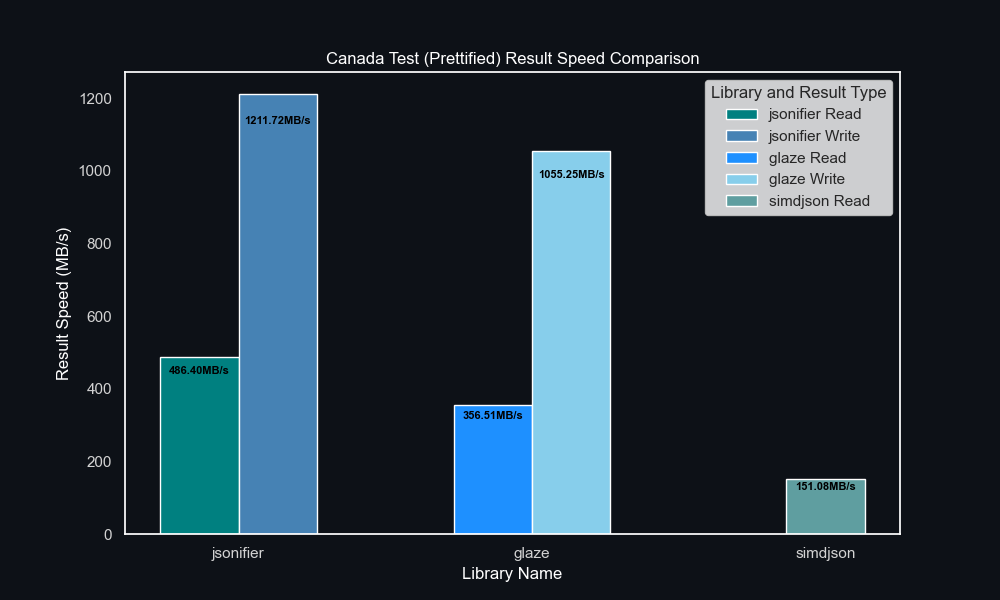 Canada Test (Prettified) Result Speed Comparison
Library and Result Type
jsonifier Read
jsonifier Write
glaze Read
glaze Write
simdjson Read
Result Speed (MB/s)
1200
1000
800
600
400
200
0
486.40MB/s
1211.72MB/s
356.51MB/s
1055.25MB/s
151.08MB/s
jsonifier
glaze
simdjson
Library Name